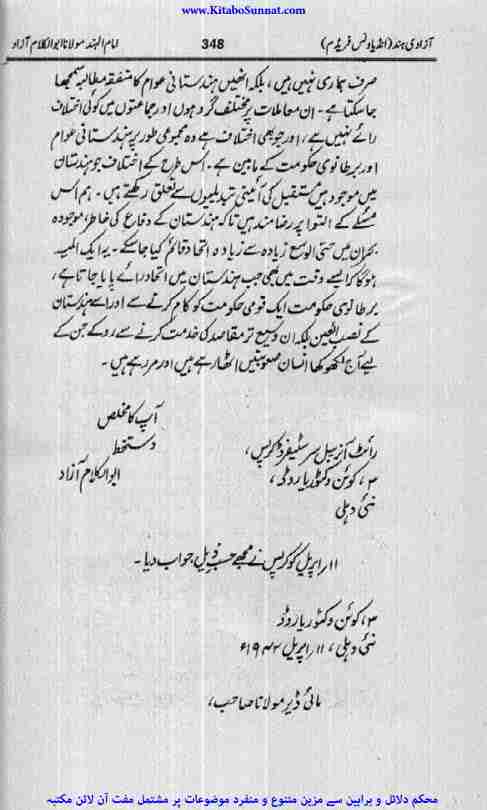 www.KitaboSunnat.com
آزادی ہند (انڈیا ونس فریڈم) 348 امام الہند مولانا ابوالکلام آزاد
صرف ہماری نہیں ہیں، بلکہ انھیں ہندستانی عوام کا متفقہ مطالبہ سمجھا
جا سکتا ہے۔ ان معاملات پر مختلف گروہوں اور جماعتوں میں کوئی اختلاف
رائے نہیں ہے، اور جو بھی اختلاف ہے وہ مجموعی طور پر ہندستانی عوام
اور برطانوی حکومت کے مابین ہے۔ اس طرح کے اختلاف جو ہندستان
میں موجود ہیں مستقبل کی آئینی تبدیلیوں سے تعلق رکھتے ہیں۔ ہم اس
مسئلے کے التوا پر رضامند ہیں تاکہ ہندستان کے دفاع کی خاطر، موجودہ
بحران میں حتی الوسع زیادہ سے زیادہ اتحاد قائم کیا جا سکے۔ یہ ایک المیہ
ہوگا کہ ایسے وقت میں بھی جب ہندستان میں اتحاد رائے پایا جاتا ہے،
برطانوی حکومت ایک قومی حکومت کو کام کرنے سے اور اسے ہندستان
کے نصب العین بلکہ ان وسیع تر مقاصد کی خدمت کرنے سے روکے جن کے
لیے آج لکھوکھا انسان صعوبتیں اٹھا رہے ہیں اور مر رہے ہیں۔
آپ کا مخلص
دستخط
ابوالکلام آزاد
رائٹ آنریبل سر سٹیفرڈ کرپس،
۳، کوئن وکٹوریا روڈ،
نئی دہلی
۱۱ اپریل کو کرپس نے مجھے حسب ذیل جواب دیا۔
۳، کوئن وکٹوریا روڈ
نئی دہلی، ۱۱ اپریل ۱۹۴۲ء
مائی ڈیر مولانا صاحب،
محکم دلائل و براہین سے مزین متنوع و منفرد موضوعات پر مشتمل مفت آن لائن مکتبہ